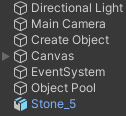 Directional Light
Main Camera
Create Object
Canvas
EventSystem
Object Pool
Stone_5